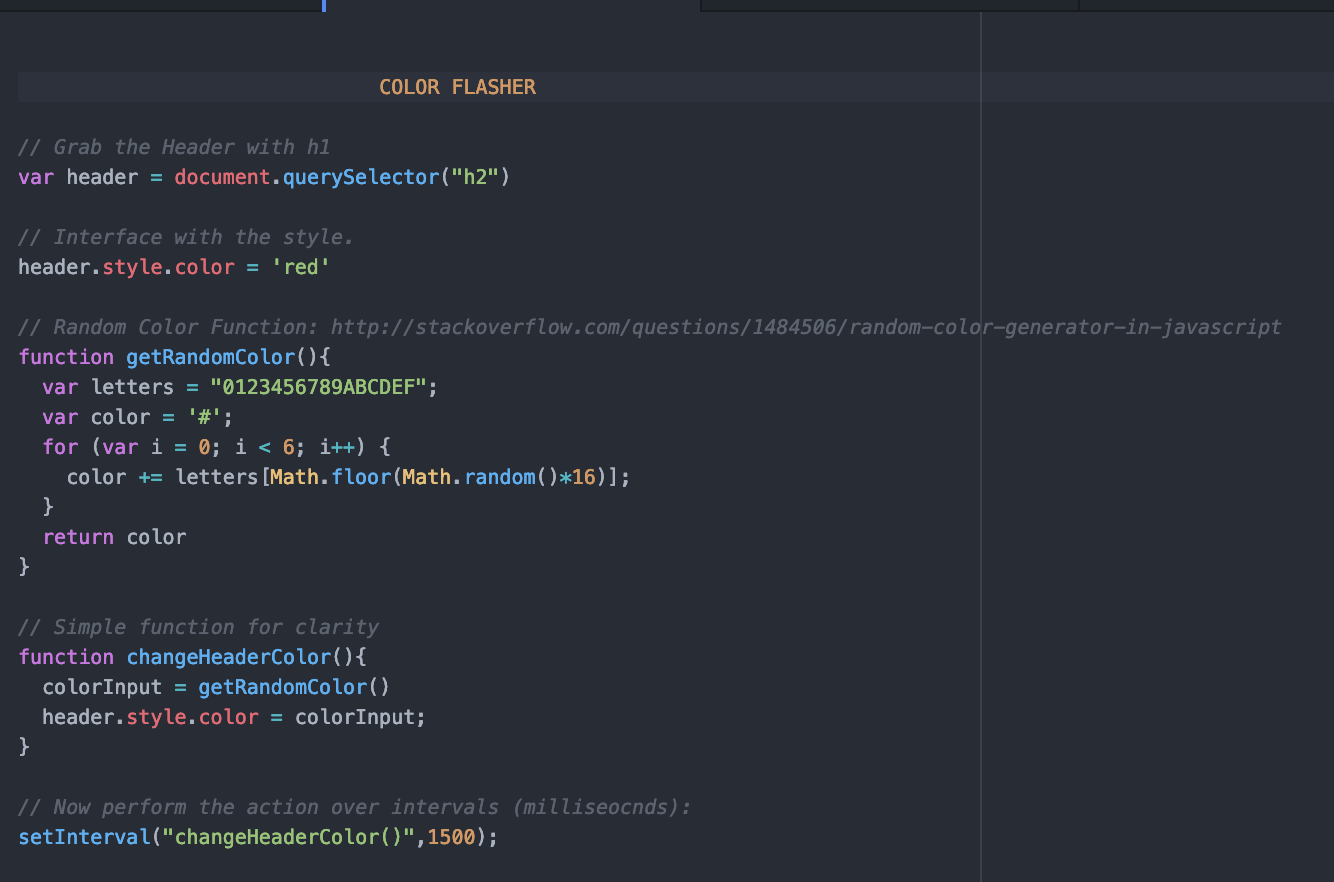 COLOR FLASHER
// Grab the Header with h1
var header = document.querySelector("h2")
// Interface with the style.
header.style.color = 'red'
// Random Color Function: http://stackoverflow.com/questions/1484506/random-color-generator-in-javascript
function getRandomColor(){
  var letters = "0123456789ABCDEF";
  var color = '#';
  for (var i = 0; i < 6; i++) {
    color += letters[Math.floor(Math.random()*16)];
  }
  return color
}
// Simple function for clarity
function changeHeaderColor(){
  colorInput = getRandomColor()
  header.style.color = colorInput;
}
// Now perform the action over intervals (milliseocnds):
setInterval("changeHeaderColor()",1500);